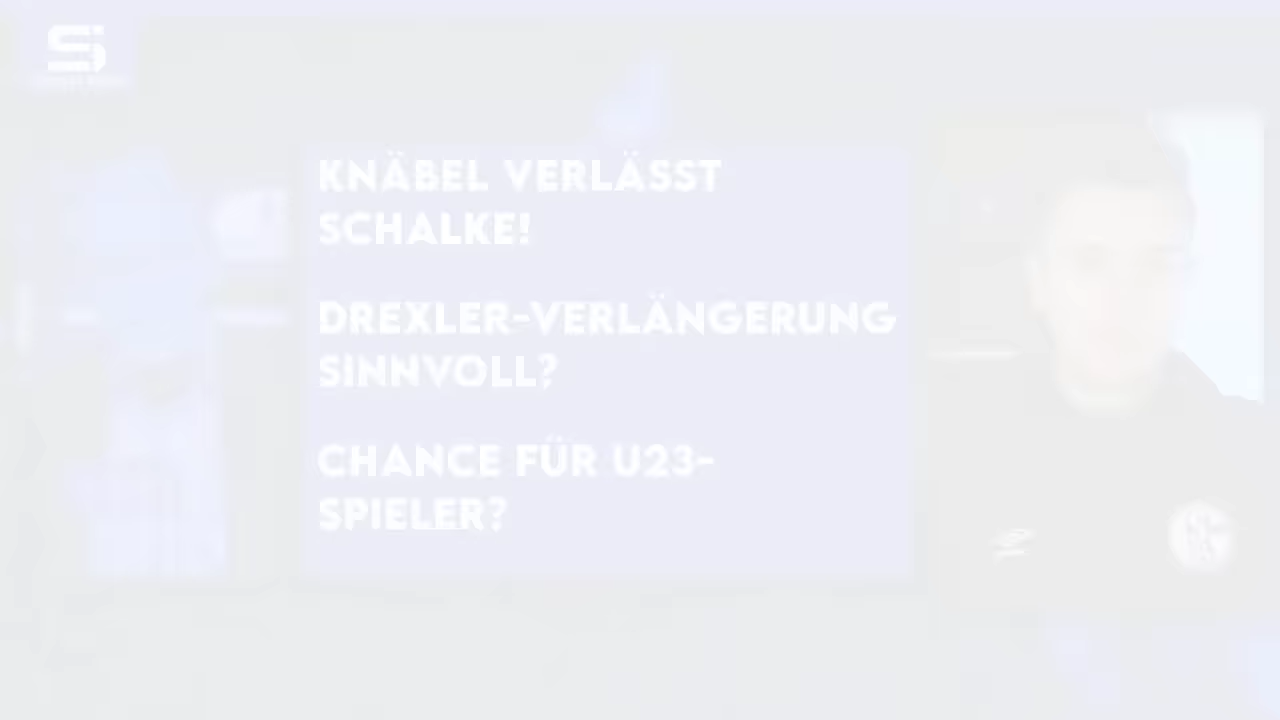 KNÄBEL VERLÄSST
SCHALKE!
DREXLER-VERLÄNGERUNG
SINNVOLL?
CHANCE FÜR U23-
SPIELER?